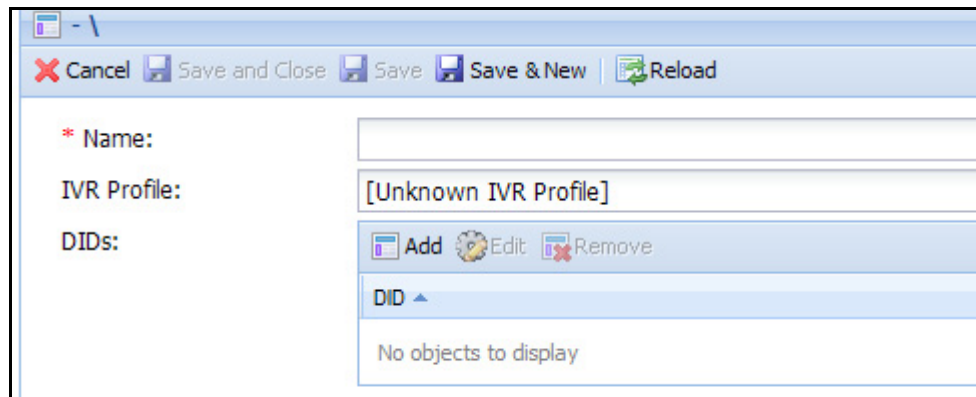 - \
Cancel Save and Close Save Save & New Reload
* Name:
IVR Profile: [Unknown IVR Profile]
DIDs: Add Edit Remove
DID
No objects to display